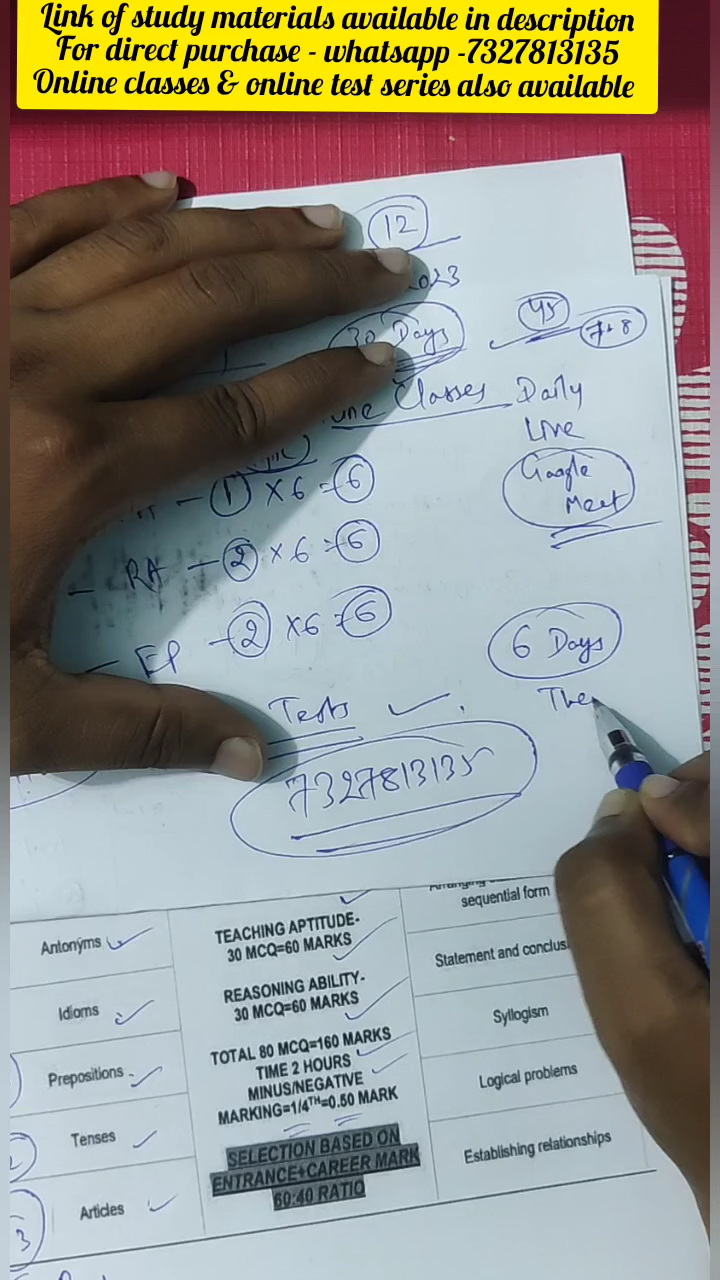 Link of study materials available in description
For direct purchase - whatsapp -7327813135
Online classes & online test series also available
12
2023
30 Days
45
7+8
Classes Daily
Live
Google
Meet
- 1 X 6 = 6
- RA - 2 X 6 = 6
- EP - 2 X 6 = 6
6 Days
The
Tests
7327813135
Antonyms
Idioms
Prepositions
Tenses
Articles
3
TEACHING APTITUDE-
30 MCQ=60 MARKS
REASONING ABILITY-
30 MCQ=60 MARKS
TOTAL 80 MCQ=160 MARKS
TIME 2 HOURS
MINUS/NEGATIVE
MARKING=1/4TH=0.50 MARK
SELECTION BASED ON
ENTRANCE+CAREER MARK
60:40 RATIO
sequential form
Statement and
Syllogism
Logical problems
Establishing relationships